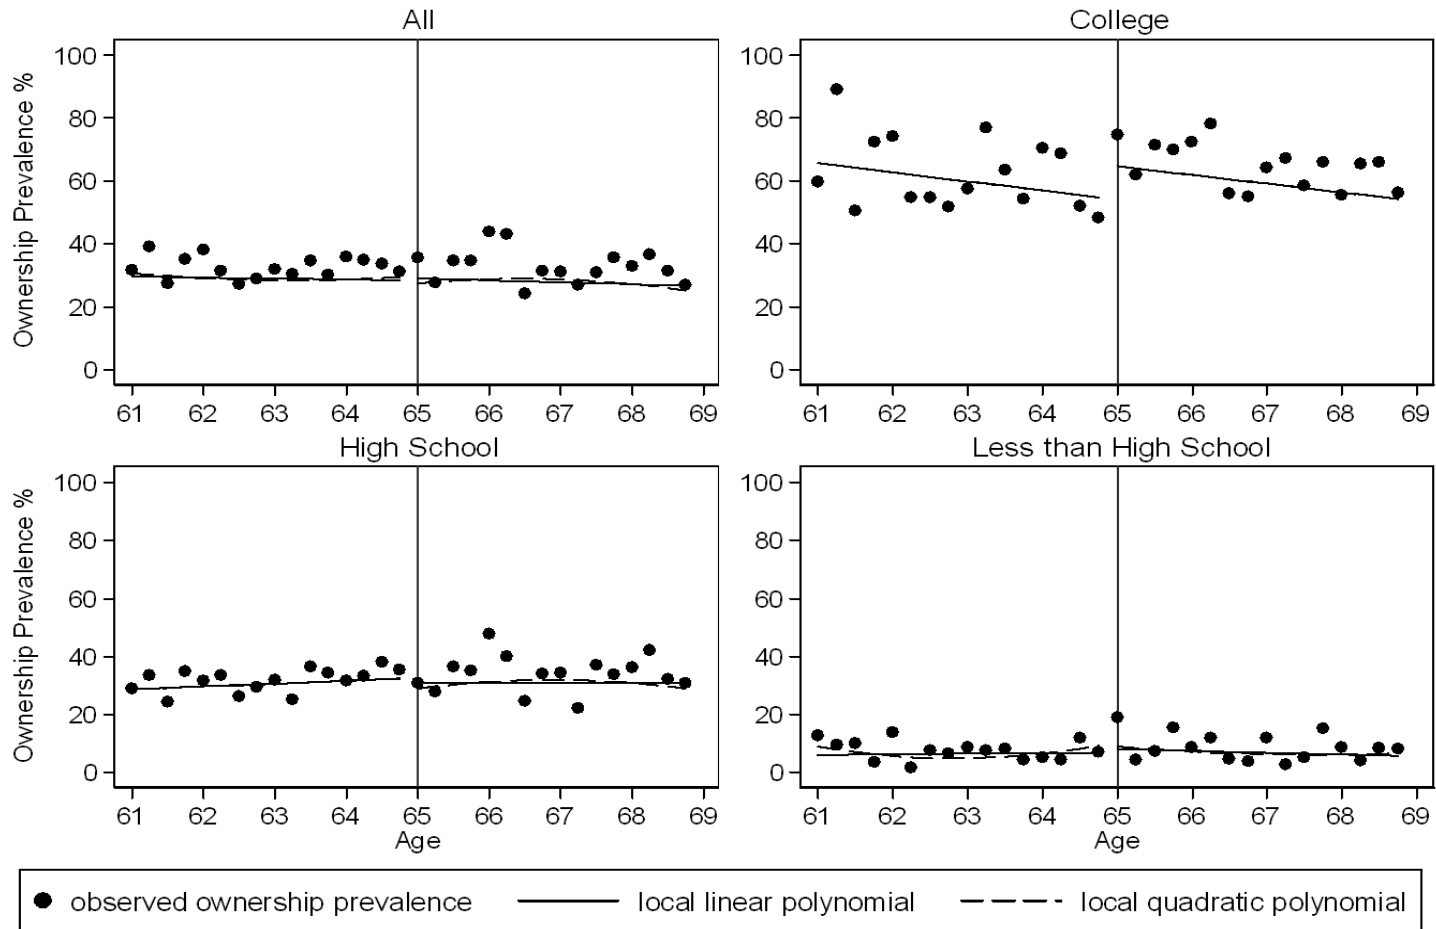 All
Ownership Prevalence %
100
80
60
40
20
0
61 62 63 64 65 66 67 68 69
College
100
80
60
40
20
0
61 62 63 64 65 66 67 68 69
High School
Ownership Prevalence %
100
80
60
40
20
0
61 62 63 64 65 66 67 68 69
Age
Less than High School
100
80
60
40
20
0
61 62 63 64 65 66 67 68 69
Age
observed ownership prevalence local linear polynomial local quadratic polynomial